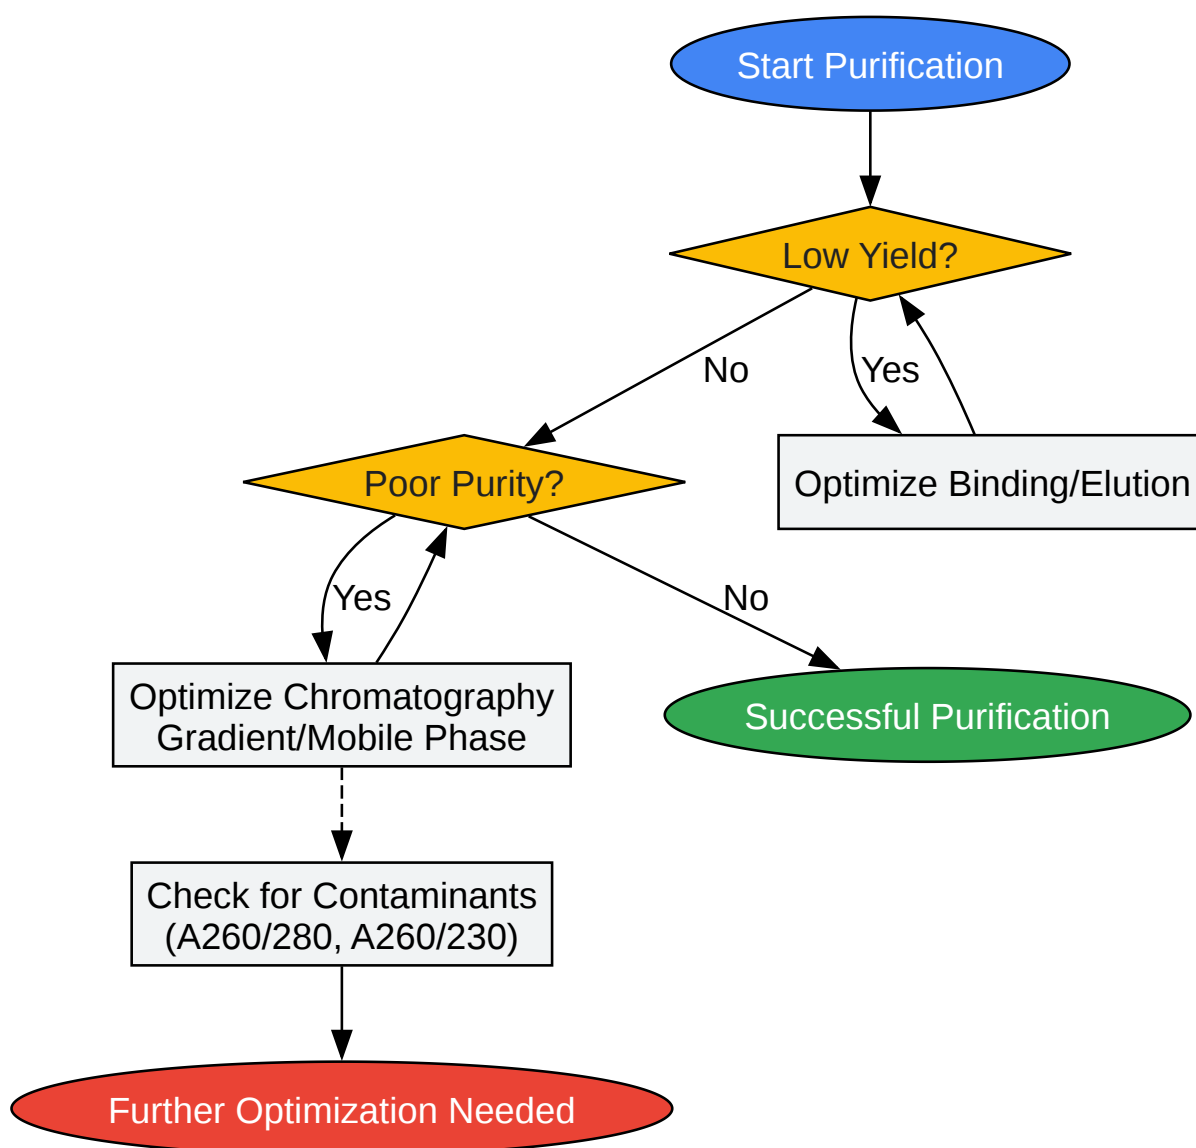 Start Purification
Low Yield?
No
Yes
Poor Purity?
Optimize Binding/Elution
Yes
No
Optimize Chromatography
Gradient/Mobile Phase
Successful Purification
Check for Contaminants
(A260/280, A260/230)
Further Optimization Needed